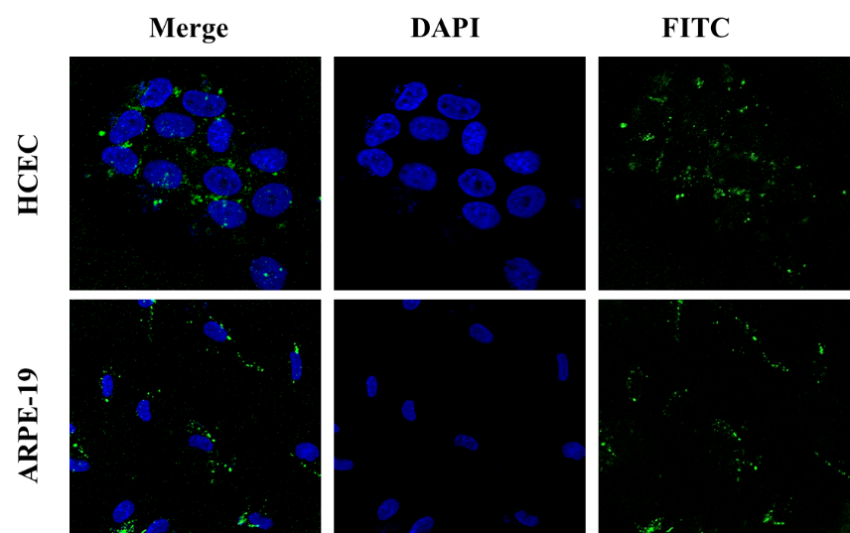 Merge DAPI FITC
HCEC
ARPE-19